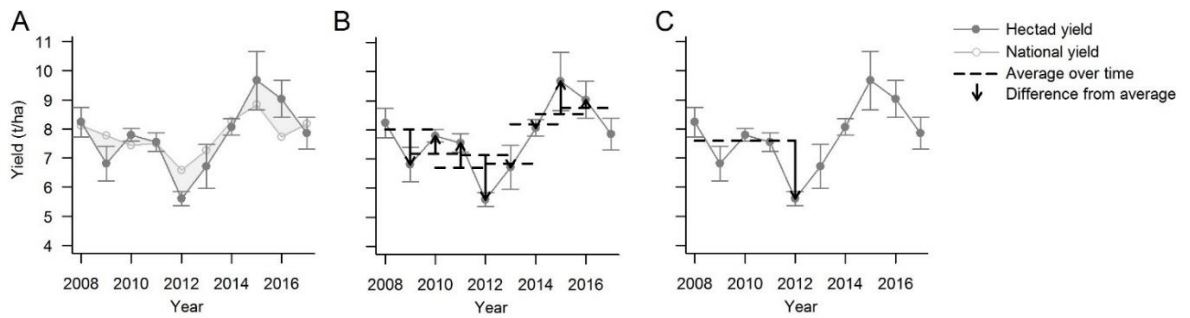 A
B
C
Yield (t/ha)
11
10
9
8
7
6
5
4
2008 2010 2012 2014 2016
Year
2008 2010 2012 2014 2016
Year
2008 2010 2012 2014 2016
Year
Hectad yield
National yield
Average over time
Difference from average